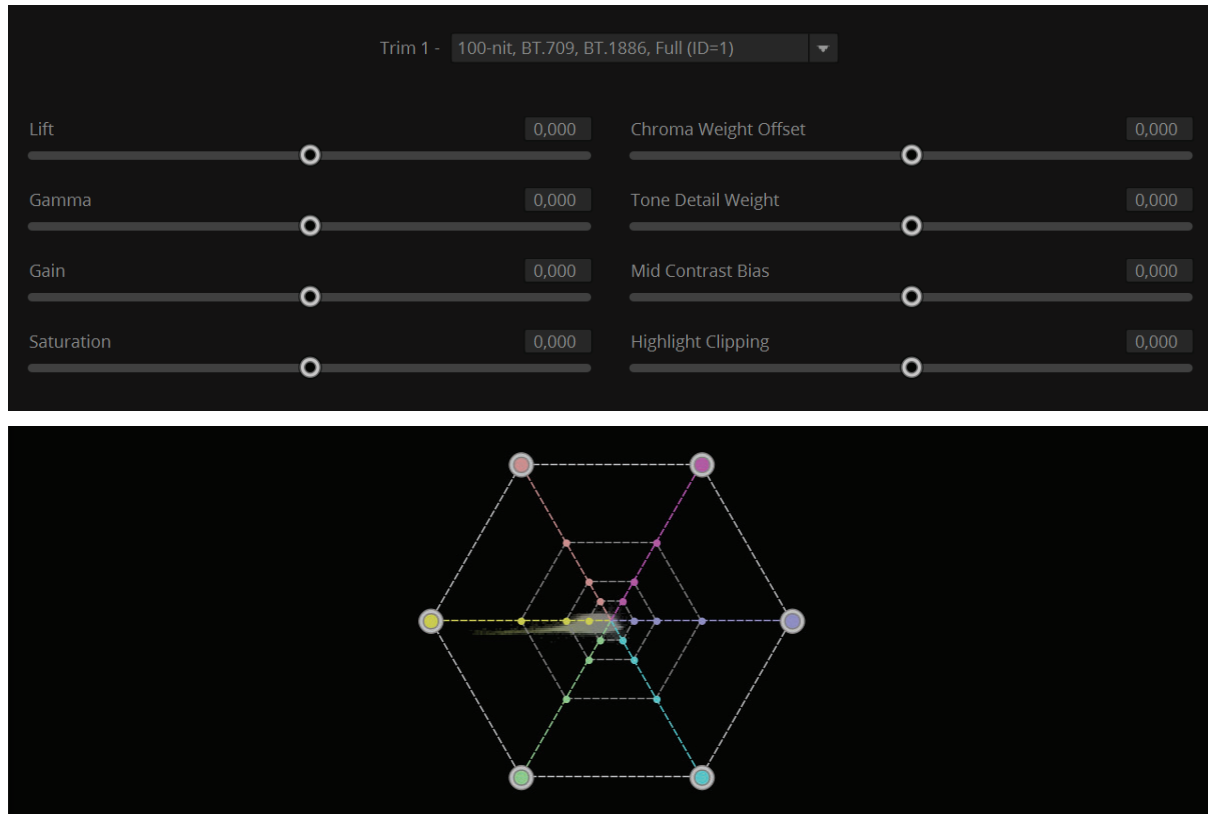 Trim 1 - 100-nit, BT.709, BT.1886, Full (ID=1)
Lift 0,000
Chroma Weight Offset 0,000
Gamma 0,000
Tone Detail Weight 0,000
Gain 0,000
Mid Contrast Bias 0,000
Saturation 0,000
Highlight Clipping 0,000